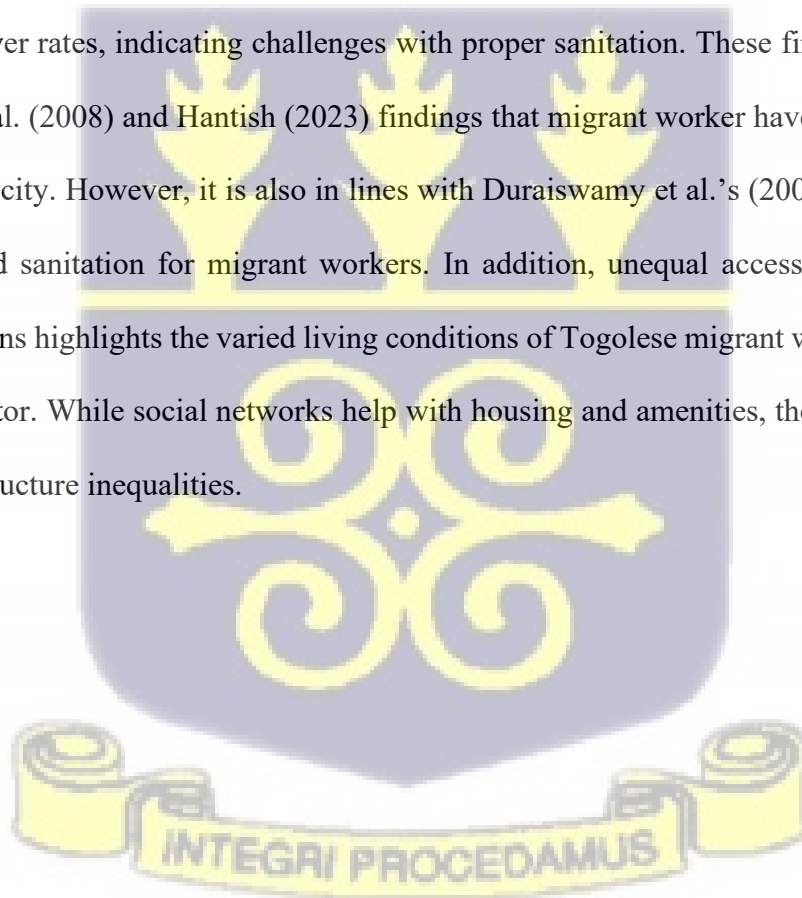 ver rates, indicating challenges with proper sanitation. These fi
al. (2008) and Hantish (2023) findings that migrant worker have
city. However, it is also in lines with Duraiswamy et al.’s (200
d sanitation for migrant workers. In addition, unequal access
ns highlights the varied living conditions of Togolese migrant w
tor. While social networks help with housing and amenities, the
ucture inequalities.
INTEGRI PROCEDAMUS